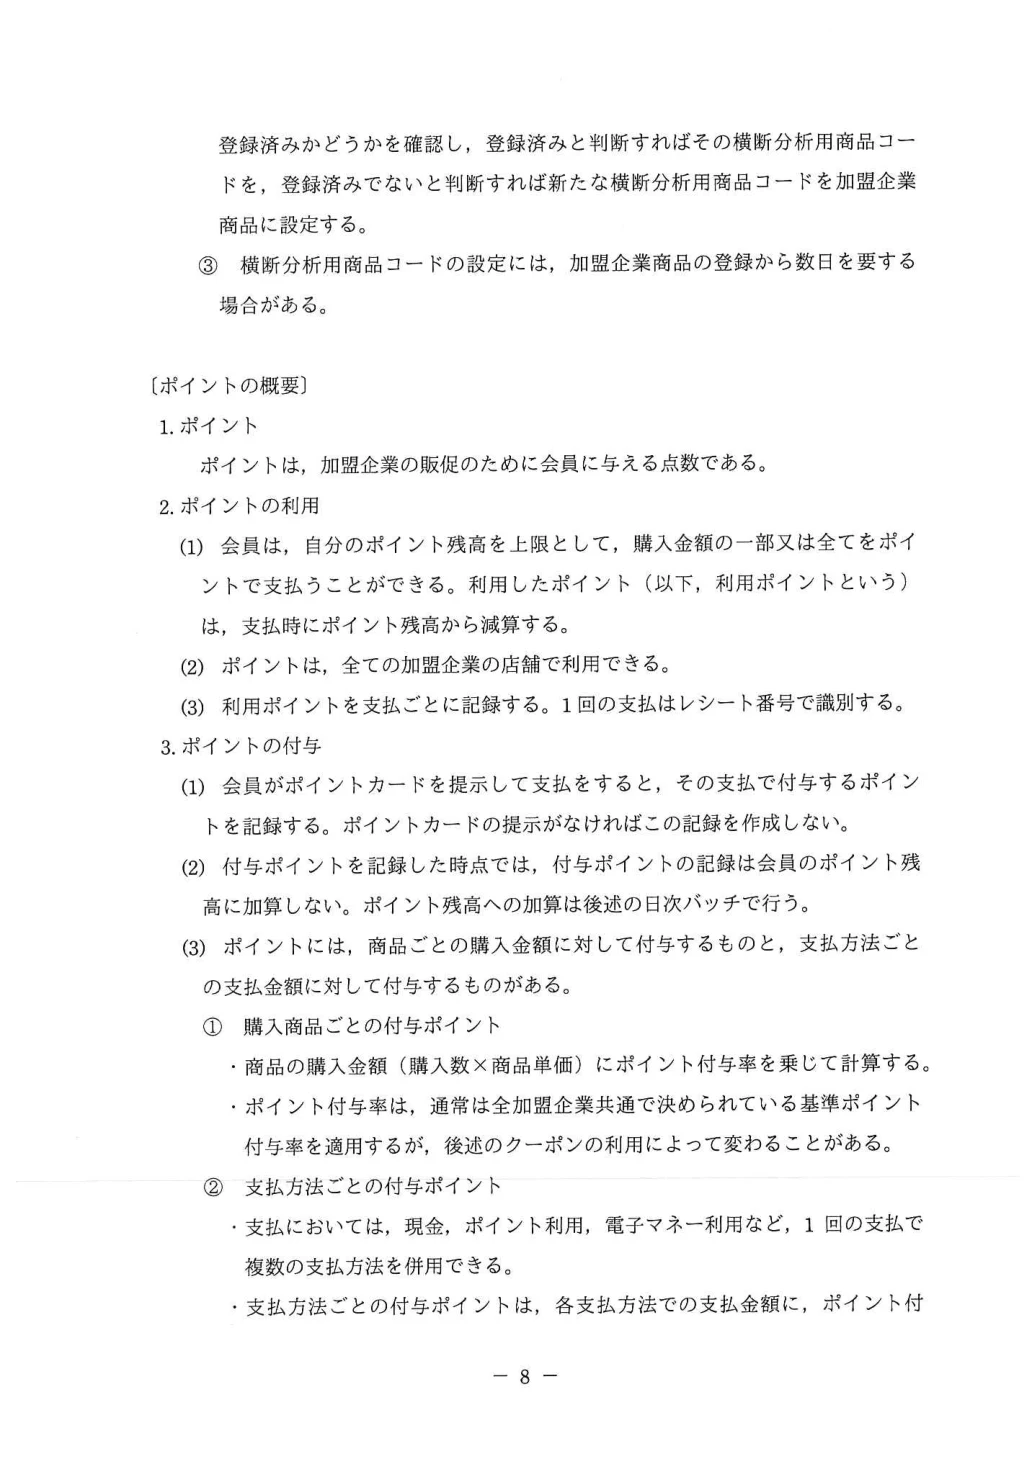 登録済みかどうかを確認し，登録済みと判断すればその横断分析用商品コー
ドを，登録済みでないと判断すれば新たな横断分析用商品コードを加盟企業
商品に設定する。
③　横断分析用商品コードの設定には，加盟企業商品の登録から数日を要する
場合がある。
〔ポイントの概要〕
1. ポイント
ポイントは，加盟企業の販促のために会員に与える点数である。
2. ポイントの利用
(1)　会員は，自分のポイント残高を上限として，購入金額の一部又は全てをポイ
ントで支払うことができる。利用したポイント（以下，利用ポイントという）
は，支払時にポイント残高から減算する。
(2)　ポイントは，全ての加盟企業の店舗で利用できる。
(3)　利用ポイントを支払ごとに記録する。1 回の支払はレシート番号で識別する。
3. ポイントの付与
(1)　会員がポイントカードを提示して支払をすると，その支払で付与するポイン
トを記録する。ポイントカードの提示がなければこの記録を作成しない。
(2)　付与ポイントを記録した時点では，付与ポイントの記録は会員のポイント残
高に加算しない。ポイント残高への加算は後述の日次バッチで行う。
(3)　ポイントには，商品ごとの購入金額に対して付与するものと，支払方法ごと
の支払金額に対して付与するものがある。
①　購入商品ごとの付与ポイント
・商品の購入金額（購入数×商品単価）にポイント付与率を乗じて計算する。
・ポイント付与率は，通常は全加盟企業共通で決められている基準ポイント
付与率を適用するが，後述のクーポンの利用によって変わることがある。
②　支払方法ごとの付与ポイント
・支払においては，現金，ポイント利用，電子マネー利用など，1 回の支払で
複数の支払方法を併用できる。
・支払方法ごとの付与ポイントは，各支払方法での支払金額に，ポイント付
－ 8 －